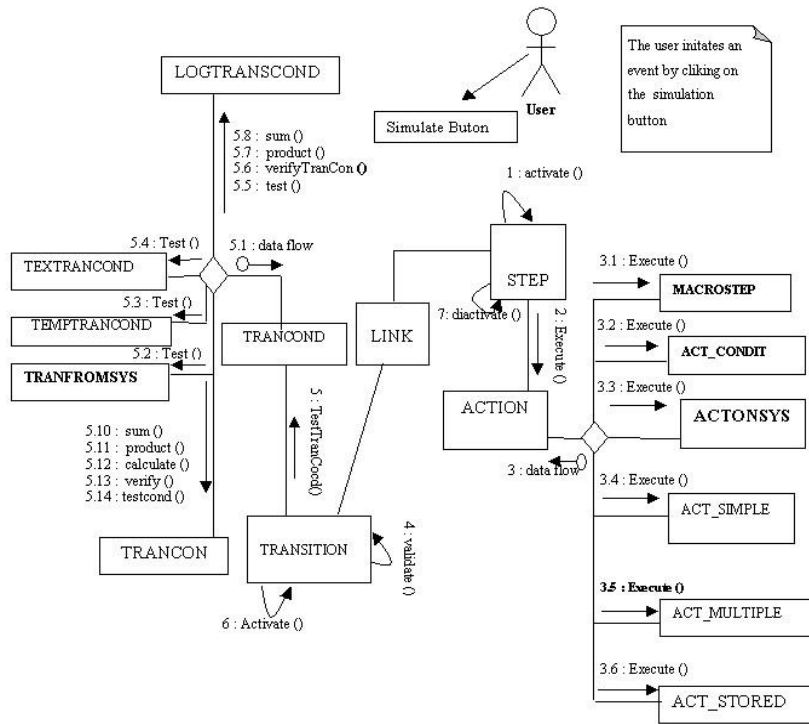 LOGTRANSCOND
5.8 : sum ()
5.7 : product ()
5.6 : verifyTranCon ()
5.5 : test ()
User
Simulate Buton
The user initates an
event by cliking on
the simulation
button
1 : activate ()
5.4 : Test ()
5.1 : data flow
TEXTRANCOND
5.3 : Test ()
TEMPTRANCOND
5.2 : Test ()
TRANFROMSYS
TRANCOND
LINK
STEP
7: diactivate ()
2 : Execute ()
ACTION
3 : data flow
3.1 : Execute ()
MACROSTEP
3.2 : Execute ()
ACT_CONDIT
3.3 : Execute ()
ACTONSYS
3.4 : Execute ()
ACT_SIMPLE
3.5 : Execute ()
ACT_MULTIPLE
3.6 : Execute ()
ACT_STORED
5.10 : sum ()
5.11 : product ()
5.12 : calculate ()
5.13 : verify ()
5.14 : testcond ()
TRANCON
5 : TestTranCocd()
TRANSITION
4 : validate ()
6 : Activate ()